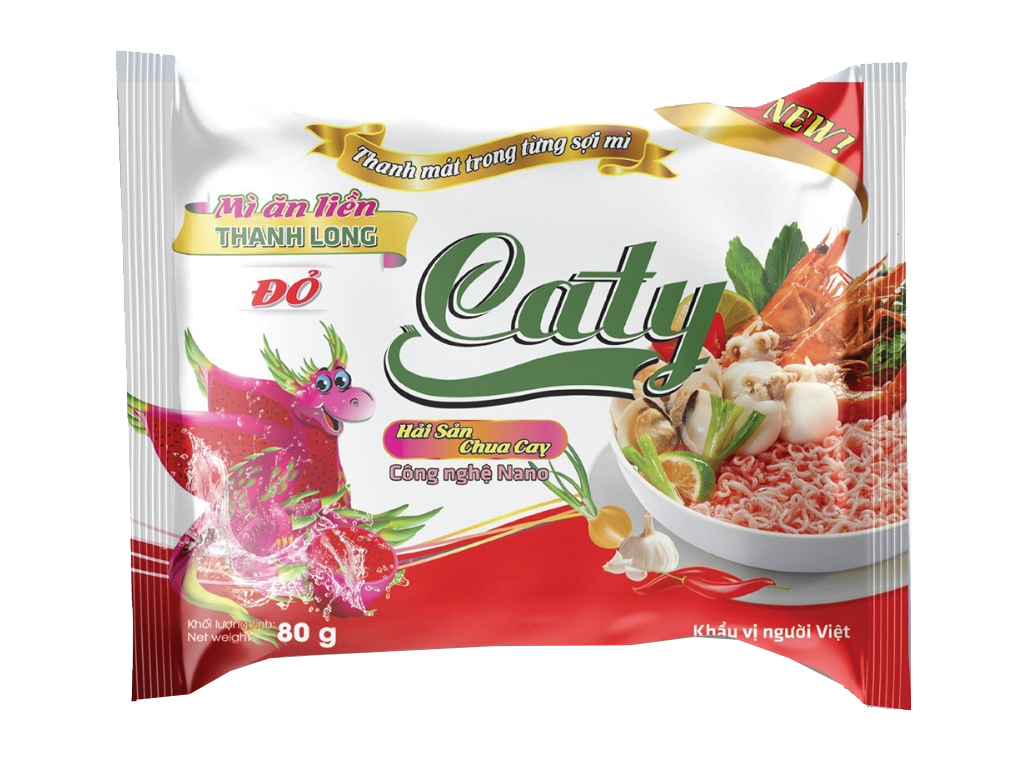 Thanh mát trong từng sợi mì
NEW!
Mì ăn liền
THANH LONG
ĐỎ
Caty
Hải Sản
Chua Cay
Công nghệ Nano
Khối lượng tịnh:
Net weight:
80 g
Khẩu vị người Việt